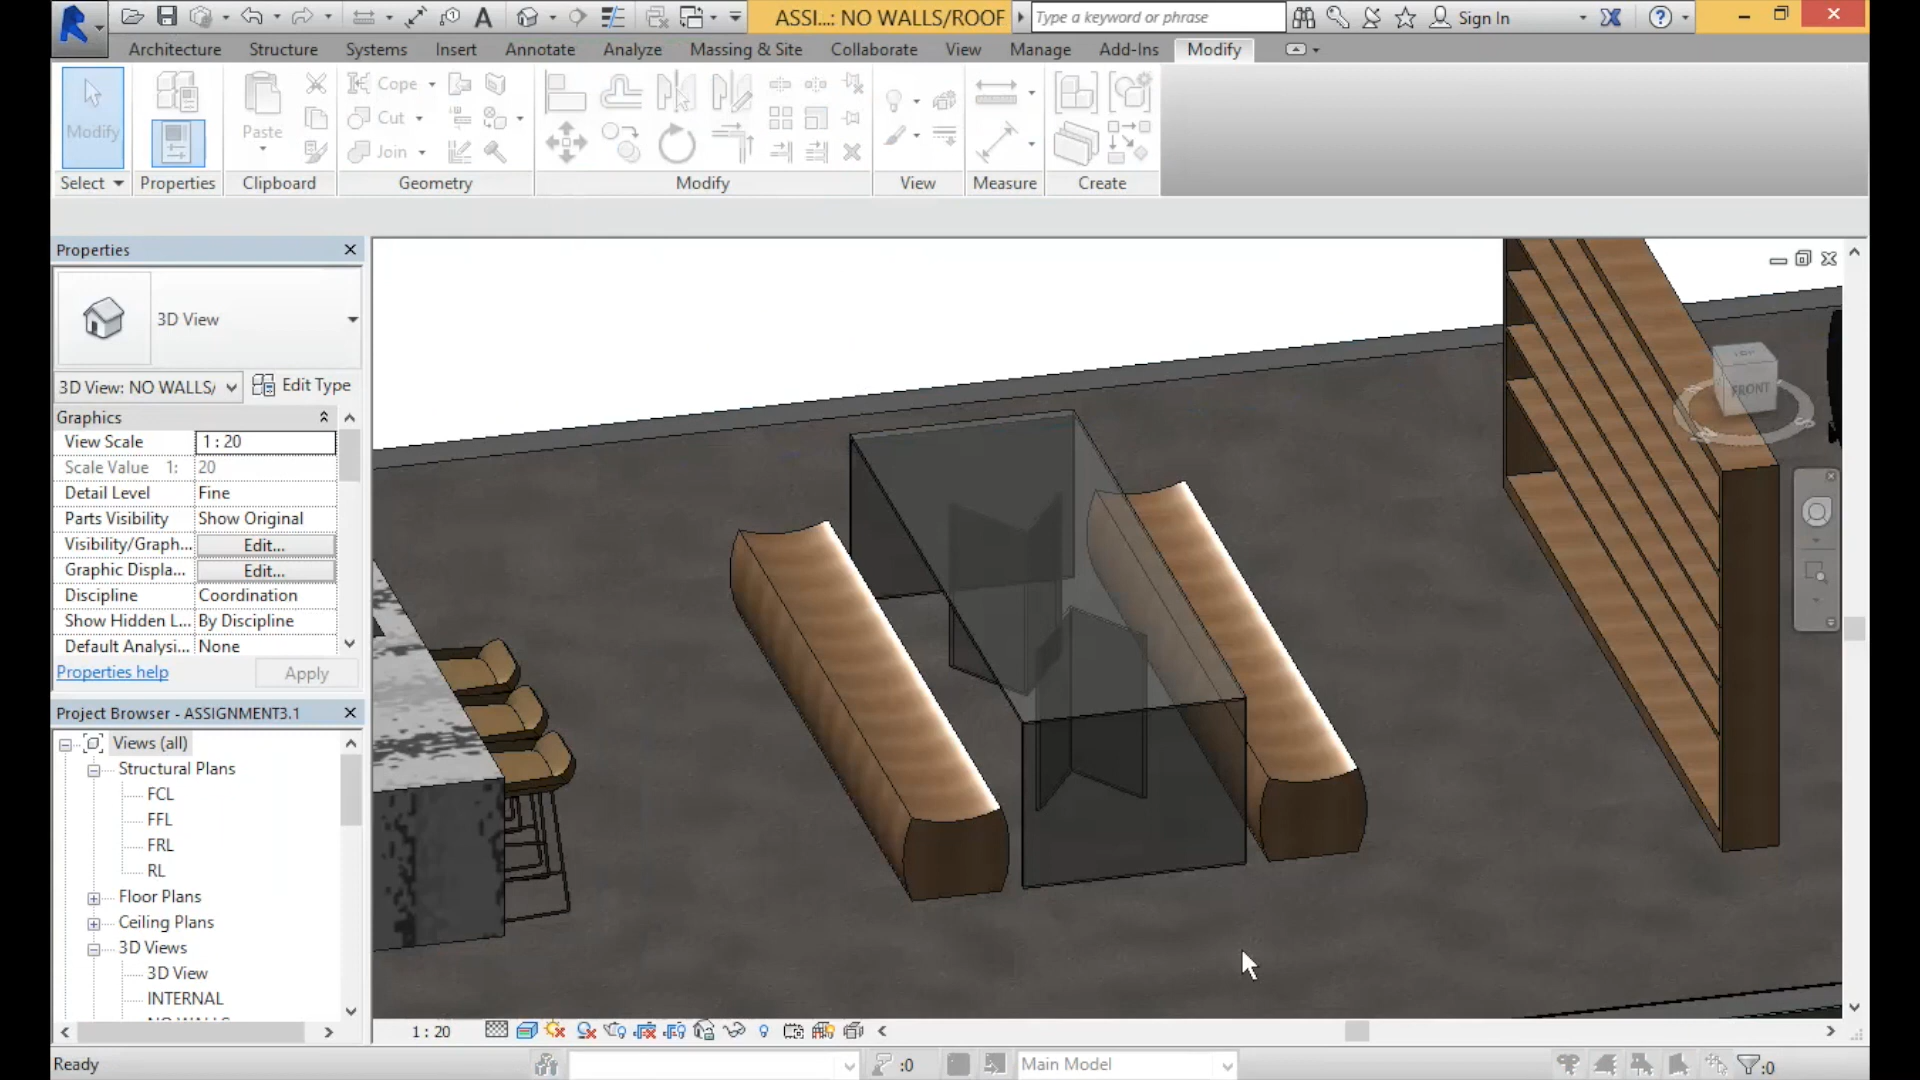 ASSI...: NO WALLS/ROOF
Type a keyword or phrase
Sign In
Architecture Structure Systems Insert Annotate Analyze Massing & Site Collaborate View Manage Add-Ins Modify
Modify
Paste
Cope
Cut
Join
Select Properties Clipboard Geometry Modify View Measure Create
Properties
3D View
3D View: NO WALLS/ Edit Type
Graphics
View Scale 1 : 20
Scale Value 1: 20
Detail Level Fine
Parts Visibility Show Original
Visibility/Graph... Edit...
Graphic Displa... Edit...
Discipline Coordination
Show Hidden L... By Discipline
Default Analysi... None
Properties help Apply
Project Browser - ASSIGNMENT3.1
Views (all)
Structural Plans
FCL
FFL
FRL
RL
Floor Plans
Ceiling Plans
3D Views
3D View
INTERNAL
TOP
FRONT
1 : 20
Ready
:0
Main Model
:0